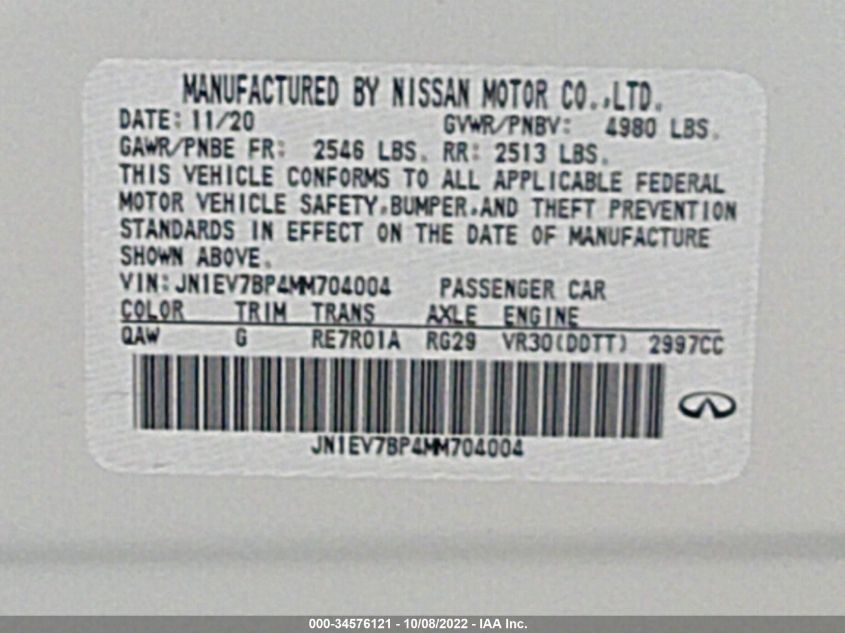 MANUFACTURED BY NISSAN MOTOR CO.,LTD.
DATE: 11/20 GVWR/PNBV: 4980 LBS.
GAWR/PNBE FR: 2546 LBS. RR: 2513 LBS.
THIS VEHICLE CONFORMS TO ALL APPLICABLE FEDERAL
MOTOR VEHICLE SAFETY,BUMPER,AND THEFT PREVENTION
STANDARDS IN EFFECT ON THE DATE OF MANUFACTURE
SHOWN ABOVE.
VIN:JN1EV7BP4MM704004 PASSENGER CAR
COLOR TRIM TRANS AXLE ENGINE
QAW G RE7R01A RG29 VR30(DDTT) 2997CC
JN1EV7BP4MM704004
000-34576121 - 10/08/2022 - IAA Inc.